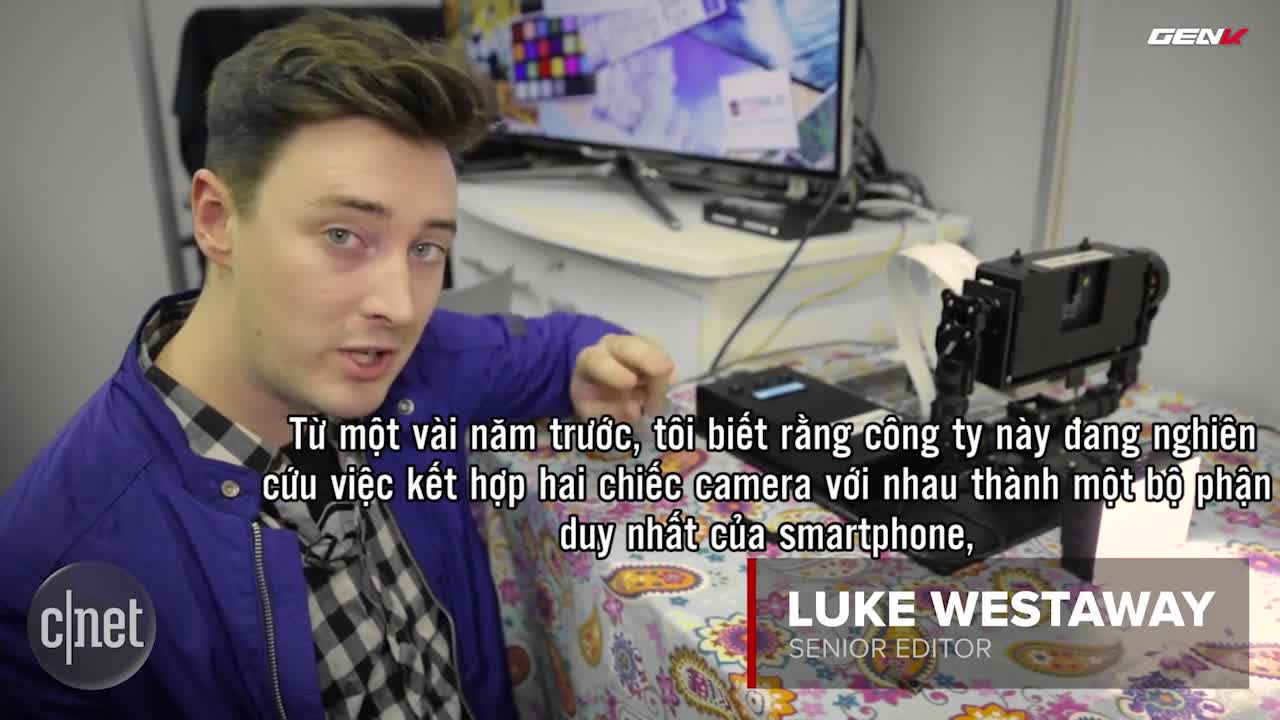 GENK
Từ một vài năm trước, tôi biết rằng công ty này đang nghiên
cứu việc kết hợp hai chiếc camera với nhau thành một bộ phận
duy nhất của smartphone,
LUKE WESTAWAY
SENIOR EDITOR
c|net